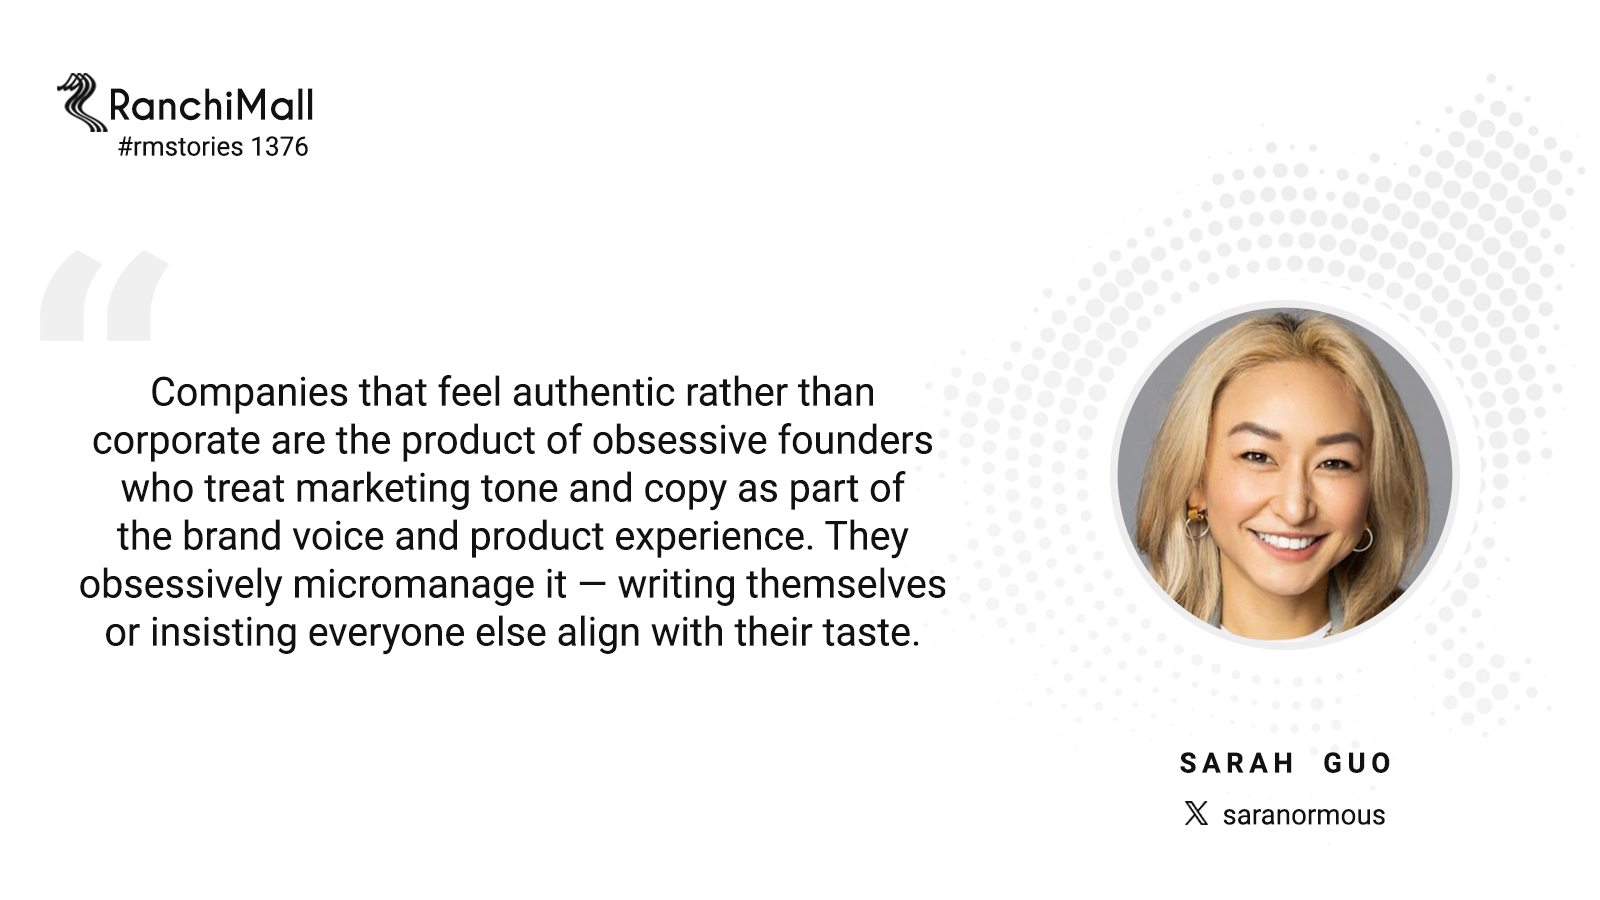 RanchiMall
#rmstories 1376
“
Companies that feel authentic rather than
corporate are the product of obsessive founders
who treat marketing tone and copy as part of
the brand voice and product experience. They
obsessively micromanage it — writing themselves
or insisting everyone else align with their taste.
SARAH GUO
𝕏 saranormous